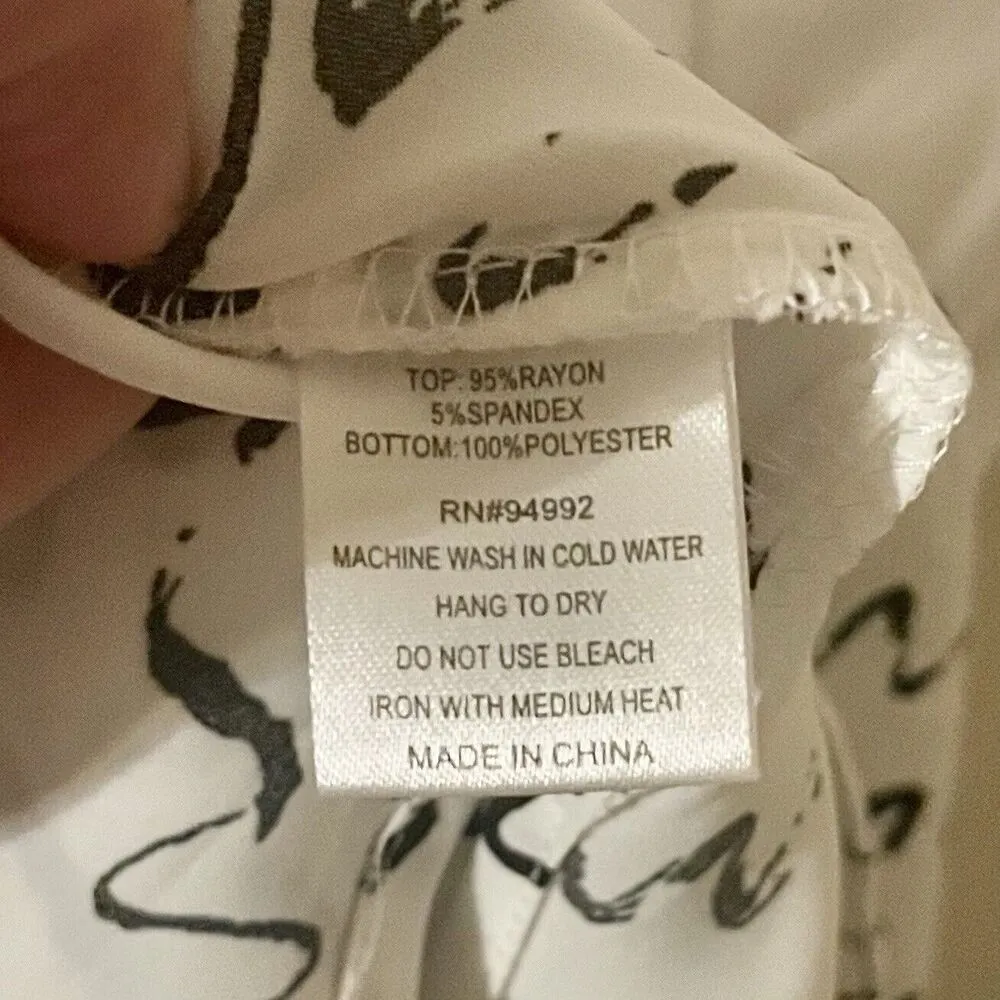 TOP: 95%RAYON
5%SPANDEX
BOTTOM:100%POLYESTER
RN#94992
MACHINE WASH IN COLD WATER
HANG TO DRY
DO NOT USE BLEACH
IRON WITH MEDIUM HEAT
MADE IN CHINA